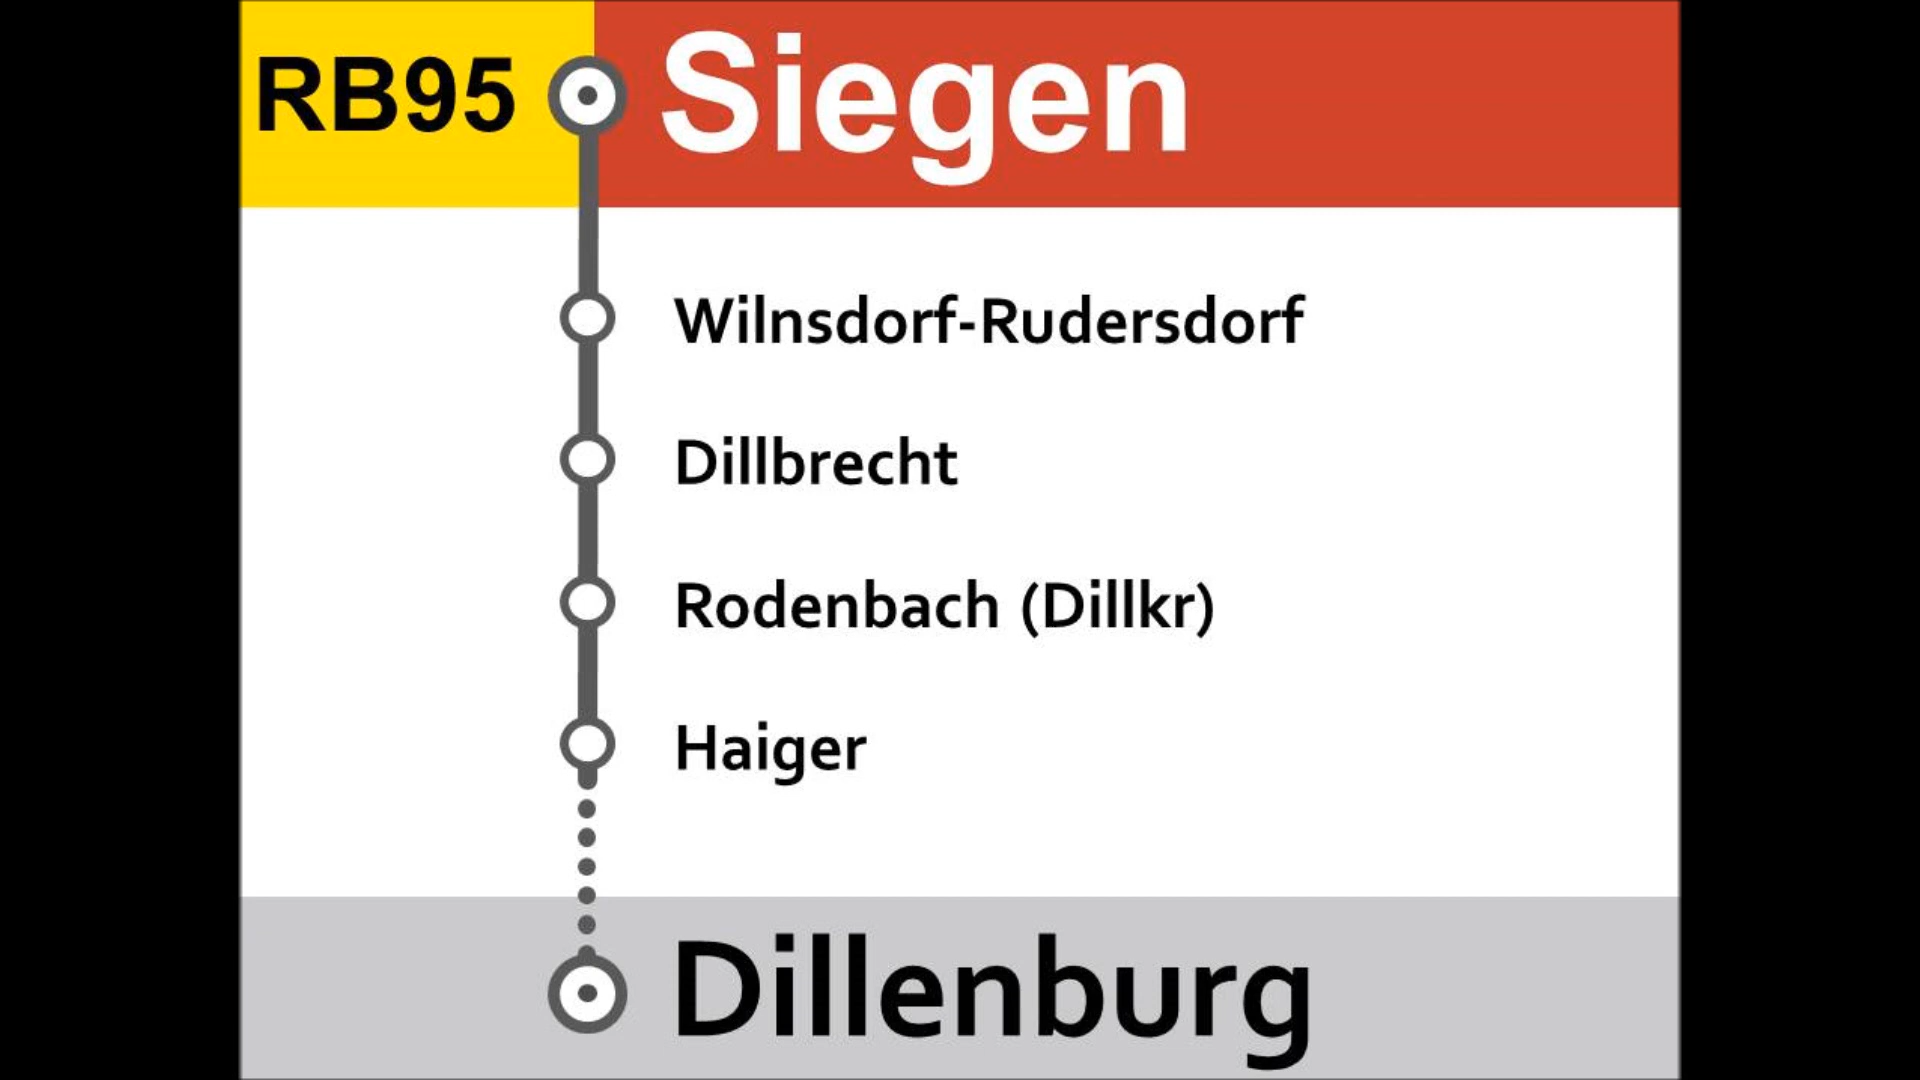 RB95 Siegen
Wilnsdorf-Rudersdorf
Dillbrecht
Rodenbach (Dillkr)
Haiger
Dillenburg